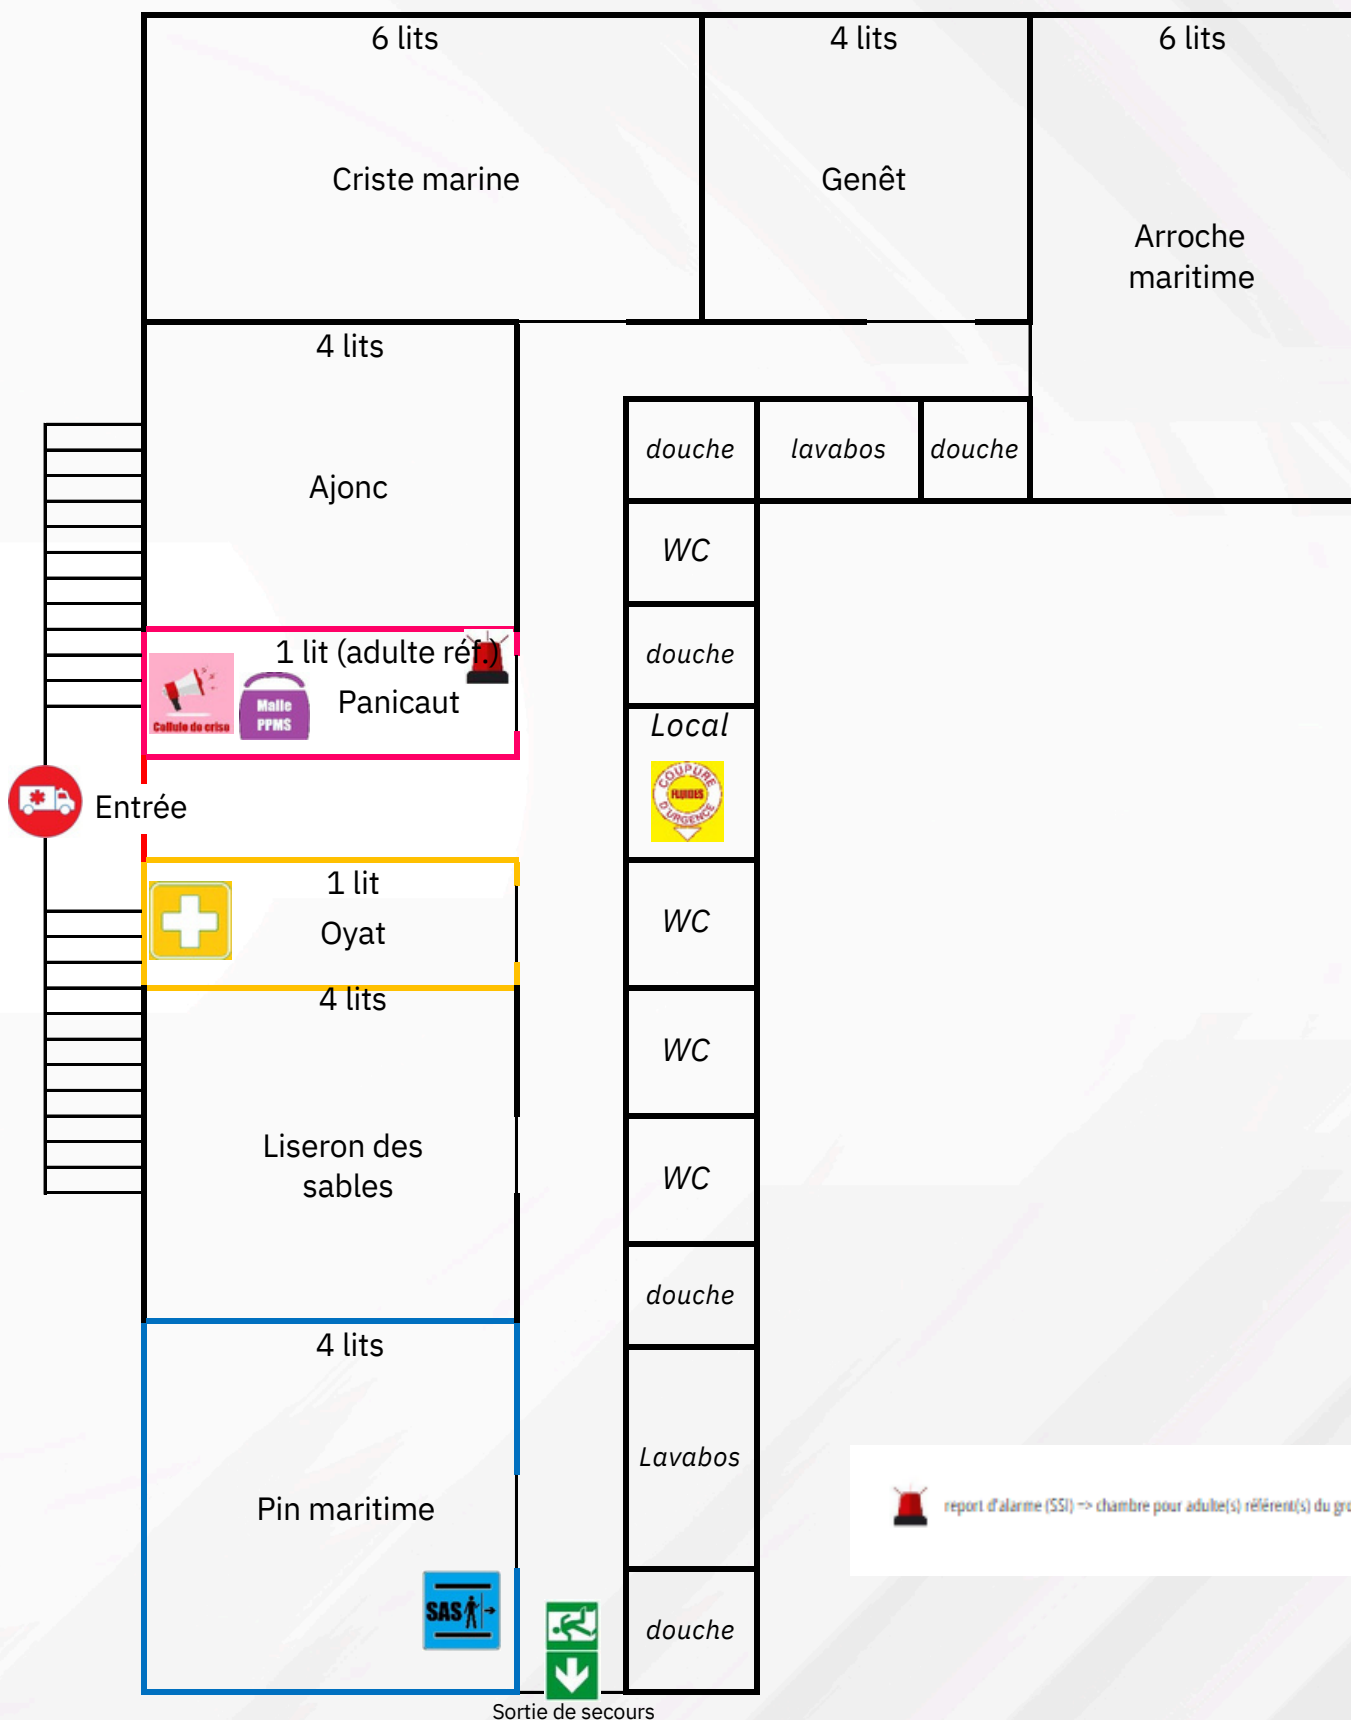 6 lits
4 lits
6 lits
Criste marine
Genêt
Arroche
maritime
4 lits
Ajonc
douche
lavabos
douche
WC
douche
1 lit (adulte réf.)
Panicaut
Cellule de crise
Malle
PPMS
Local
COUPURE
FLUIDES
D'URGENCE
Entrée
1 lit
Oyat
WC
4 lits
Liseron des
sables
WC
WC
douche
4 lits
Pin maritime
Lavabos
SAS
douche
Sortie de secours
report d'alarme (SSI) => chambre pour adulte(s) référent(s) du